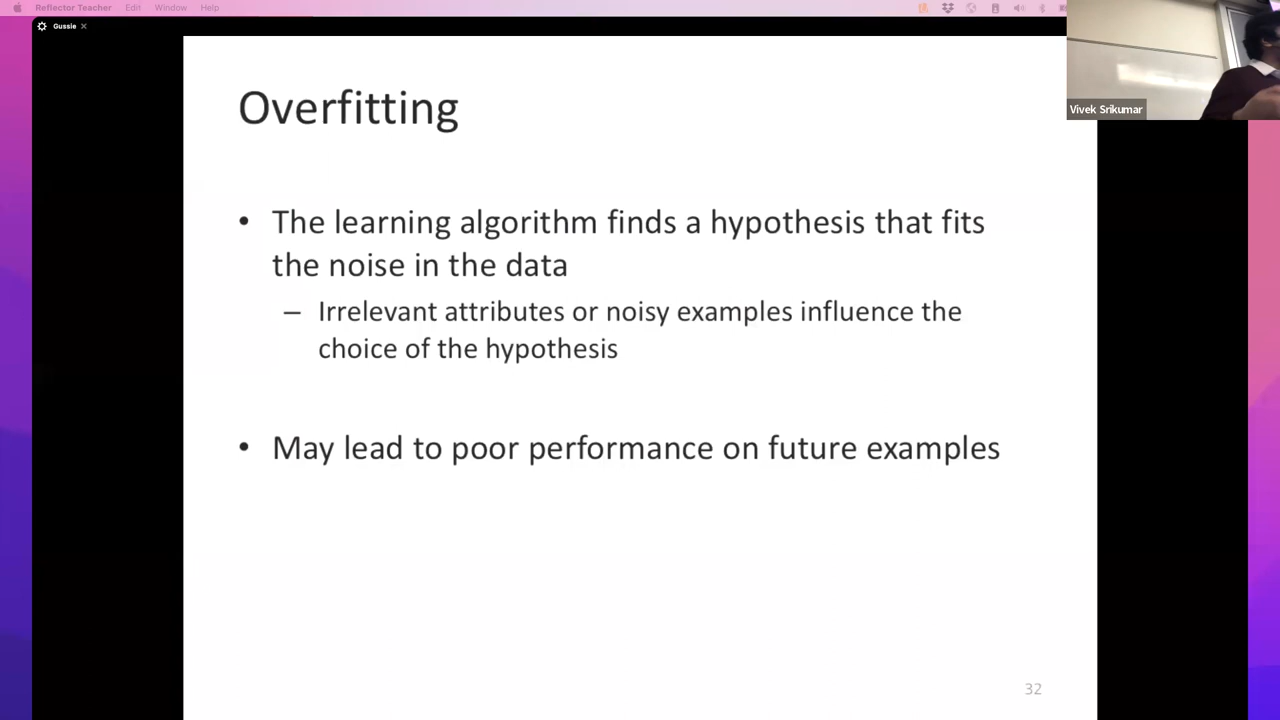 Reflector Teacher Edit Window Help
Gussie
Vivek Srikumar
Overfitting
• The learning algorithm finds a hypothesis that fits
the noise in the data
– Irrelevant attributes or noisy examples influence the
choice of the hypothesis
• May lead to poor performance on future examples
32